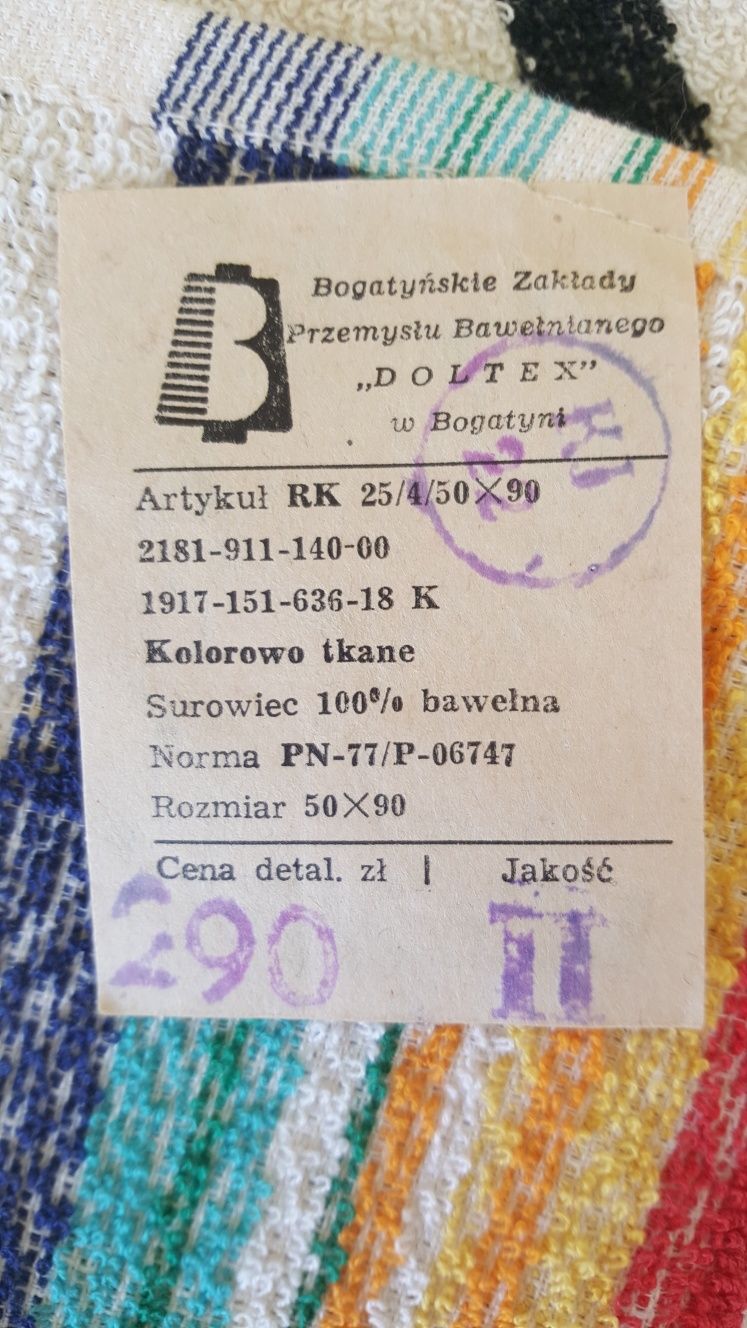 B
Bogatyńskie Zakłady
Przemysłu Bawełnianego
„DOLTEX”
w Bogatyni
KJ
22
Artykuł RK 25/4/50×90
2181-911-140-00
1917-151-636-18 K
Kolorowo tkane
Surowiec 100% bawełna
Norma PN-77/P-06747
Rozmiar 50×90
Cena detal. zł | Jakość
290 II